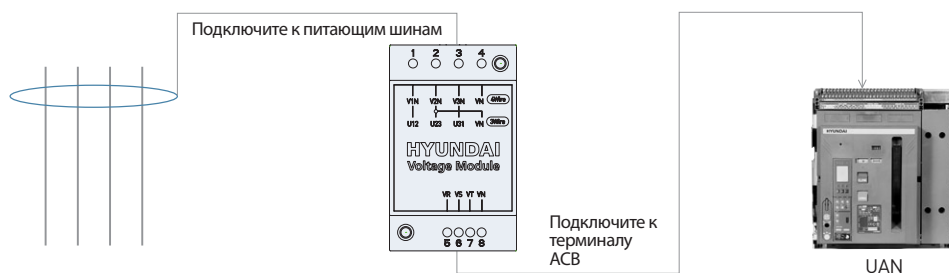 Подключите к питающим шинам
1 2 3 4
V1N V2N V3N VN 4Wire
U12 U23 U31 VN 3Wire
HYUNDAI
Voltage Module
VR VS VT VN
5 6 7 8
Подключите к
терминалу
ACB
HYUNDAI
UAN